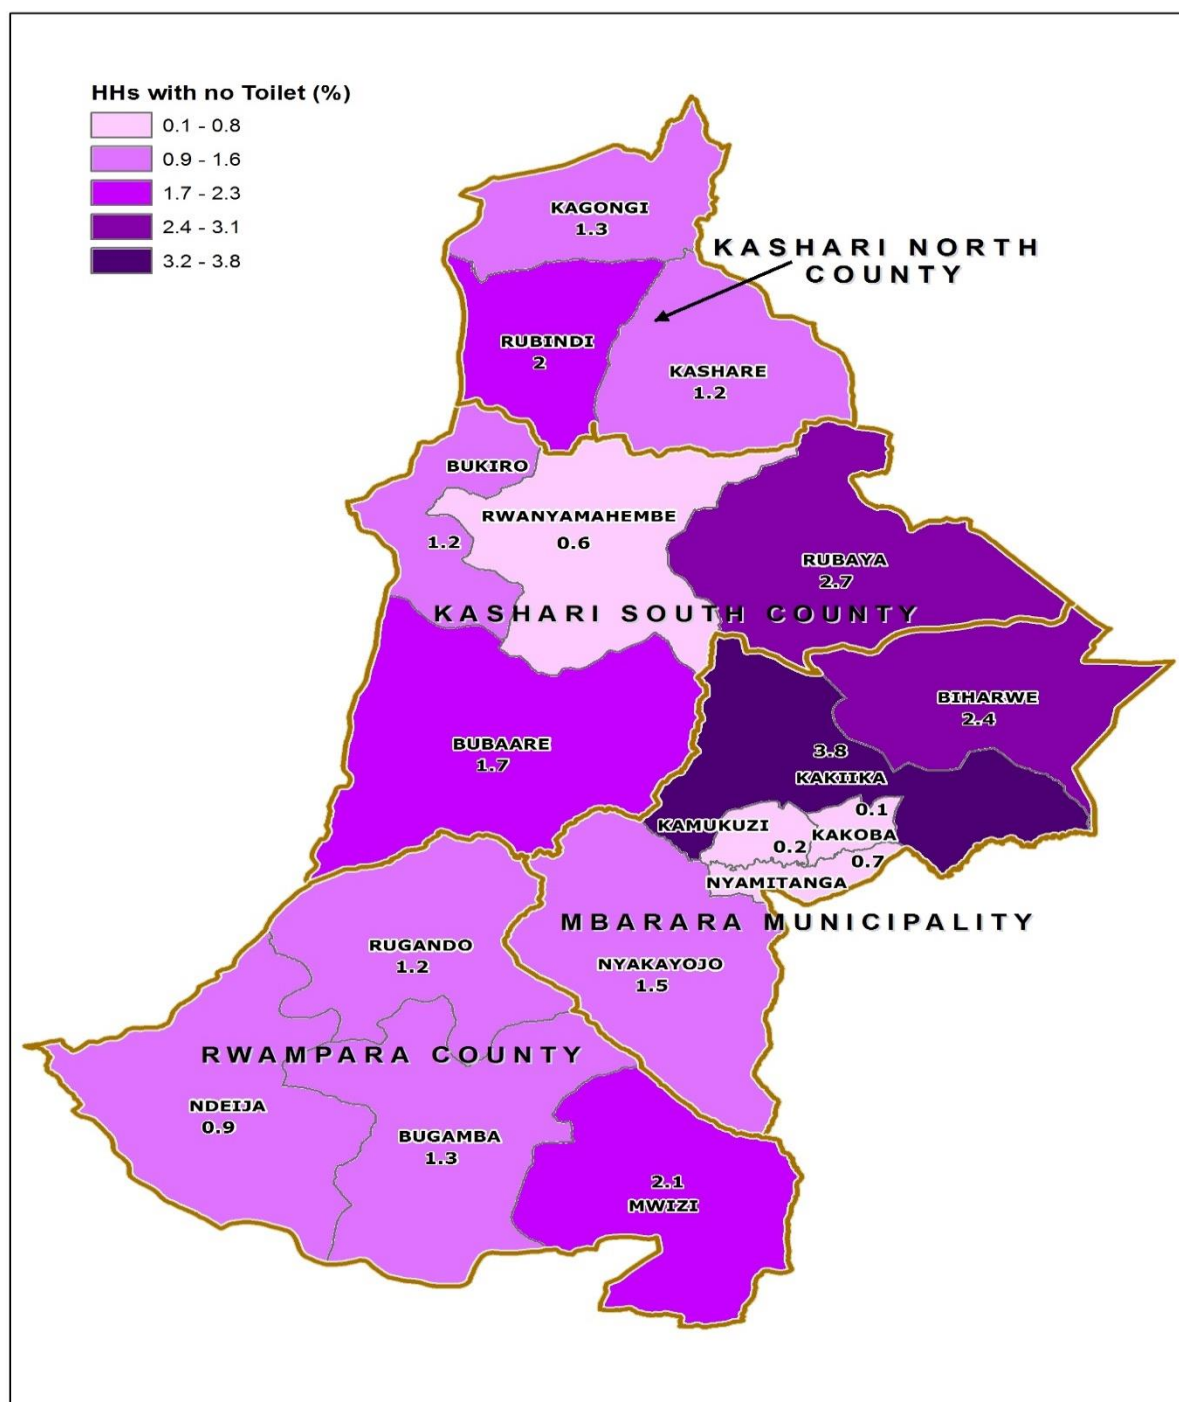 HHs with no Toilet (%)
0.1 - 0.8
0.9 - 1.6
1.7 - 2.3
2.4 - 3.1
3.2 - 3.8
KAGONGI
1.3
KASHARI NORTH
COUNTY
RUBINDI
2
KASHARE
1.2
BUKIRO
1.2
RWANYAMAHEMBE
0.6
RUBAYA
2.7
KASHARI SOUTH COUNTY
BIHARWE
2.4
BUBAARE
1.7
3.8
KAKIIKA
KAMUKUZI
0.2
0.1
KAKOBA
0.7
NYAMITANGA
MBARARA MUNICIPALITY
RUGANDO
1.2
NYAKAYOJO
1.5
RWAMPARA COUNTY
NDEIJA
0.9
BUGAMBA
1.3
2.1
MWIZI